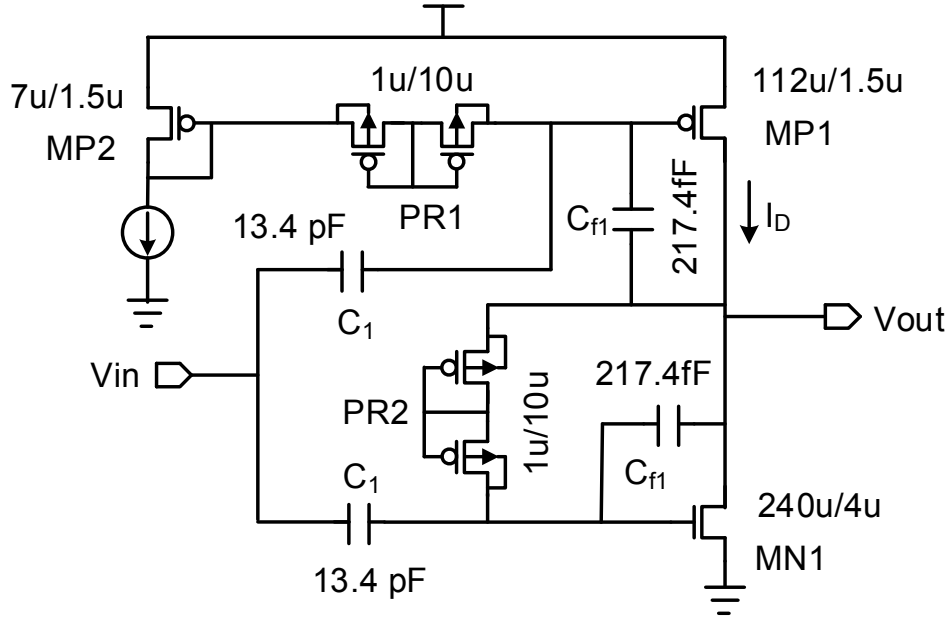 7u/1.5u
MP2
1u/10u
PR1
112u/1.5u
MP1
13.4 pF
C1
Cf1
217.4fF
ID
Vout
Vin
PR2
1u/10u
217.4fF
Cf1
C1
13.4 pF
240u/4u
MN1